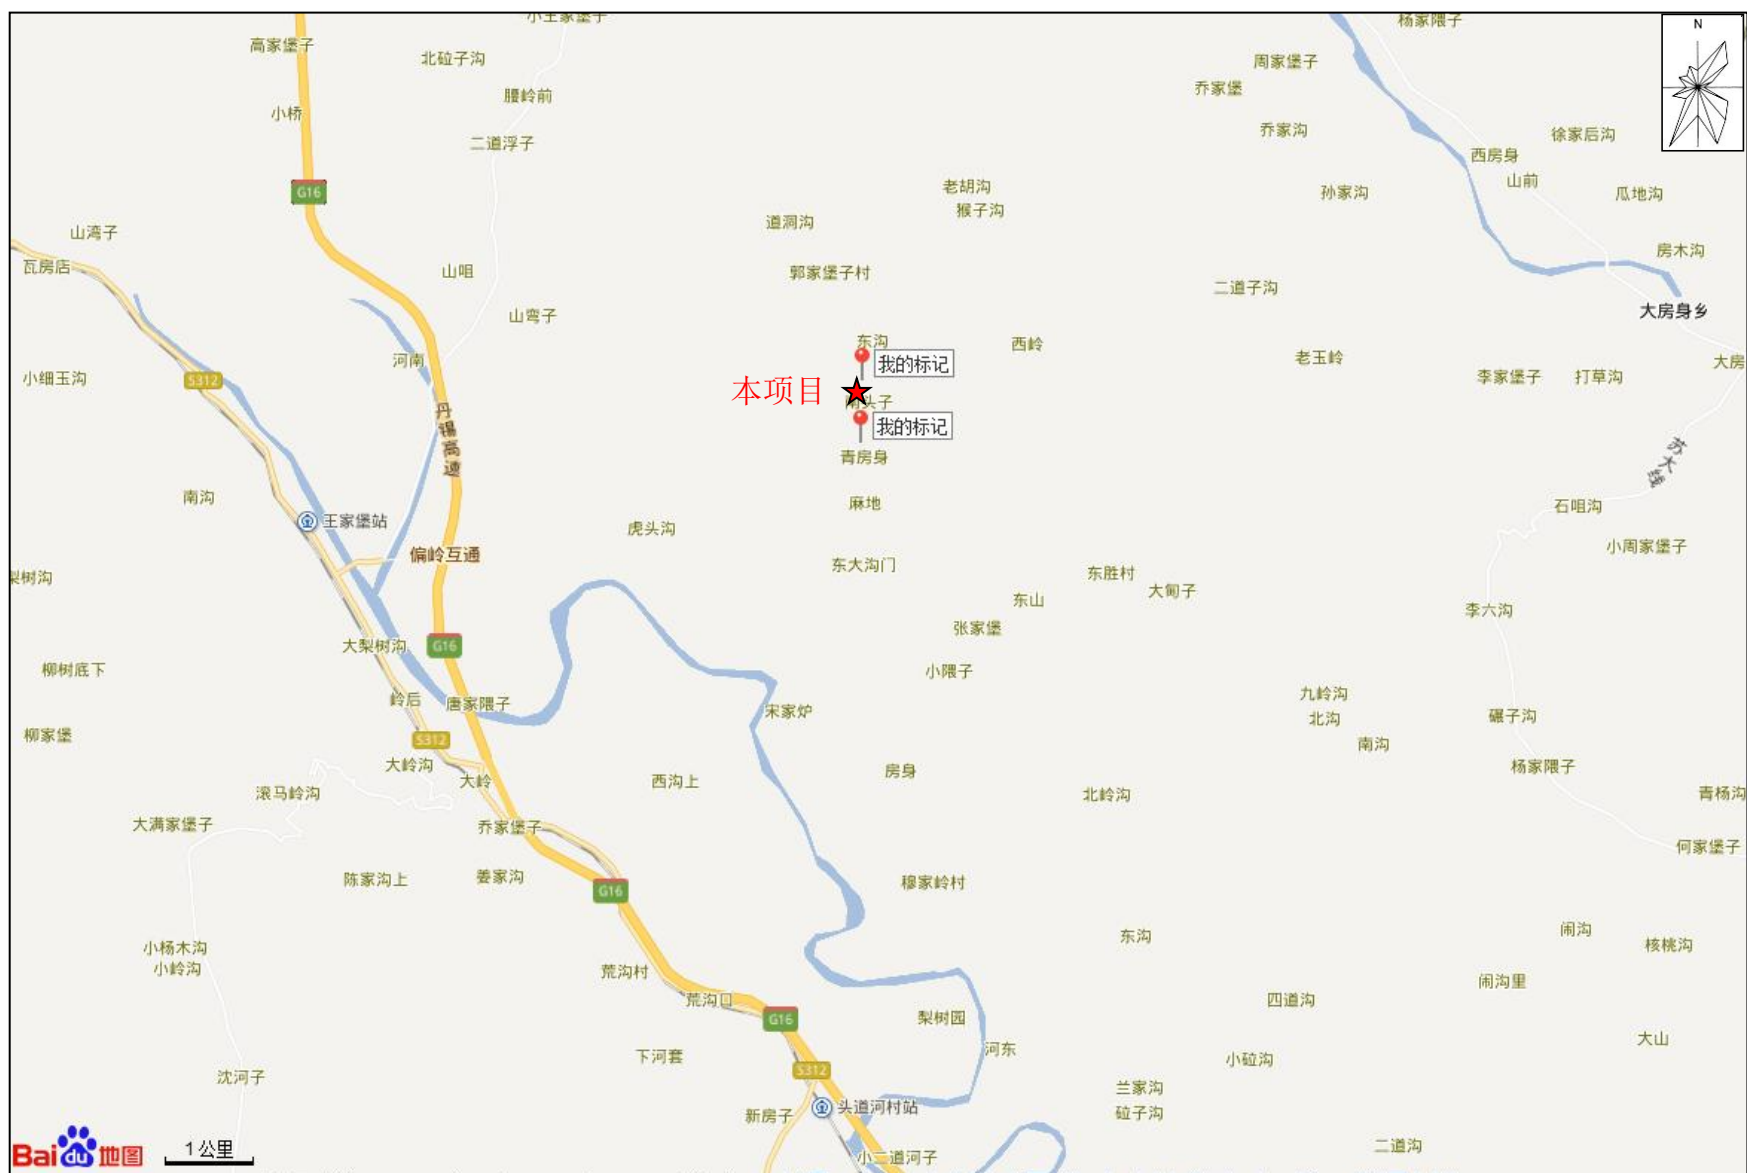 小王家堡子
杨家隈子
N
高家堡子
北砬子沟
周家堡子
乔家堡
腰岭前
小桥
乔家沟
徐家后沟
二道浮子
西房身
山前
G16
老胡沟
孙家沟
瓜地沟
猴子沟
道洞沟
山湾子
房木沟
瓦房店
山咀
郭家堡子村
二道子沟
大房身乡
山弯子
东沟
西岭
河南
我的标记
老玉岭
大房
小细玉沟
S312
李家堡子
打草沟
本项目
我的标记
丹锡高速
青房身
苏大线
南沟
麻地
石咀沟
王家堡站
虎头沟
偏岭互通
小周家堡子
东大沟门
梨树沟
东胜村
大甸子
东山
李六沟
张家堡
大梨树沟
G16
柳树底下
小隈子
九岭沟
岭后
唐家隈子
宋家炉
北沟
碾子沟
柳家堡
S312
南沟
大岭沟
大岭
西沟上
房身
杨家隈子
滚马岭沟
北岭沟
青杨沟
大满家堡子
乔家堡子
何家堡子
陈家沟上
姜家沟
G16
穆家岭村
闹沟
东沟
核桃沟
小杨木沟
小岭沟
荒沟村
闹沟里
荒沟口
四道沟
G16
梨树园
大山
下河套
河东
小砬沟
沈河子
S312
兰家沟
新房子
头道河村站
砬子沟
Baidu地图
1公里
小二道河子
二道沟